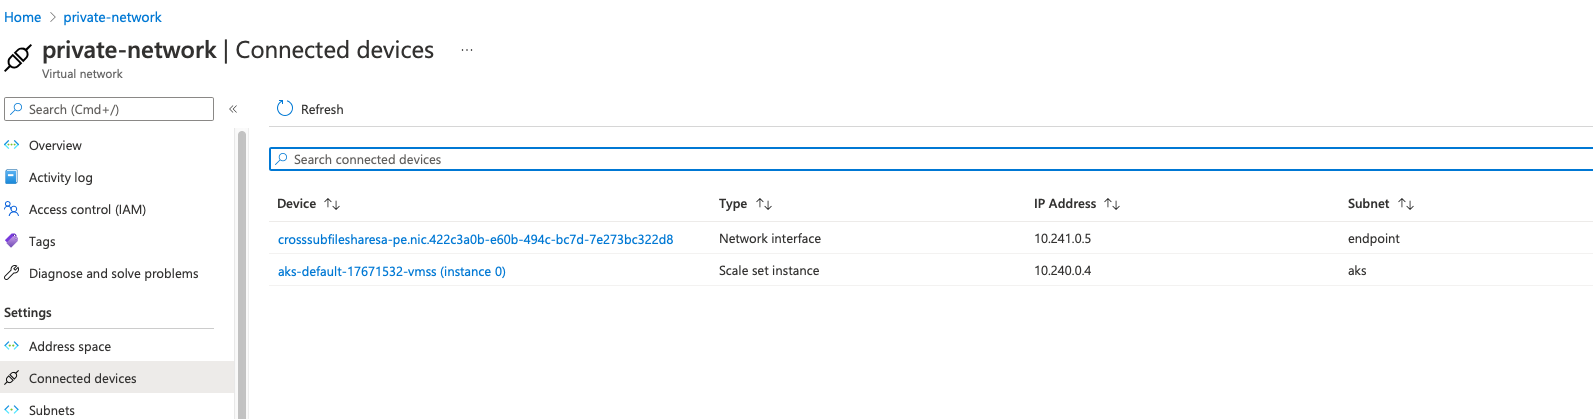 Home > private-network
private-network | Connected devices ...
Virtual network
Search (Cmd+/) «
Overview
Activity log
Access control (IAM)
Tags
Diagnose and solve problems
Settings
Address space
Connected devices
Subnets
Refresh
Search connected devices
Device ↑↓ Type ↑↓ IP Address ↑↓ Subnet ↑↓
crosssubfilesharesa-pe.nic.422c3a0b-e60b-494c-bc7d-7e273bc322d8 Network interface 10.241.0.5 endpoint
aks-default-17671532-vmss (instance 0) Scale set instance 10.240.0.4 aks